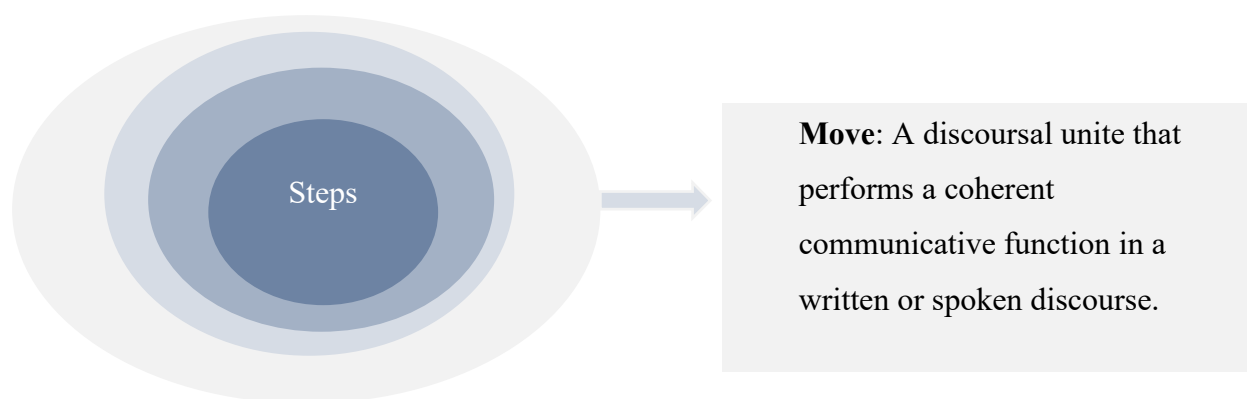 Steps
Move: A discoursal unite that
performs a coherent
communicative function in a
written or spoken discourse.